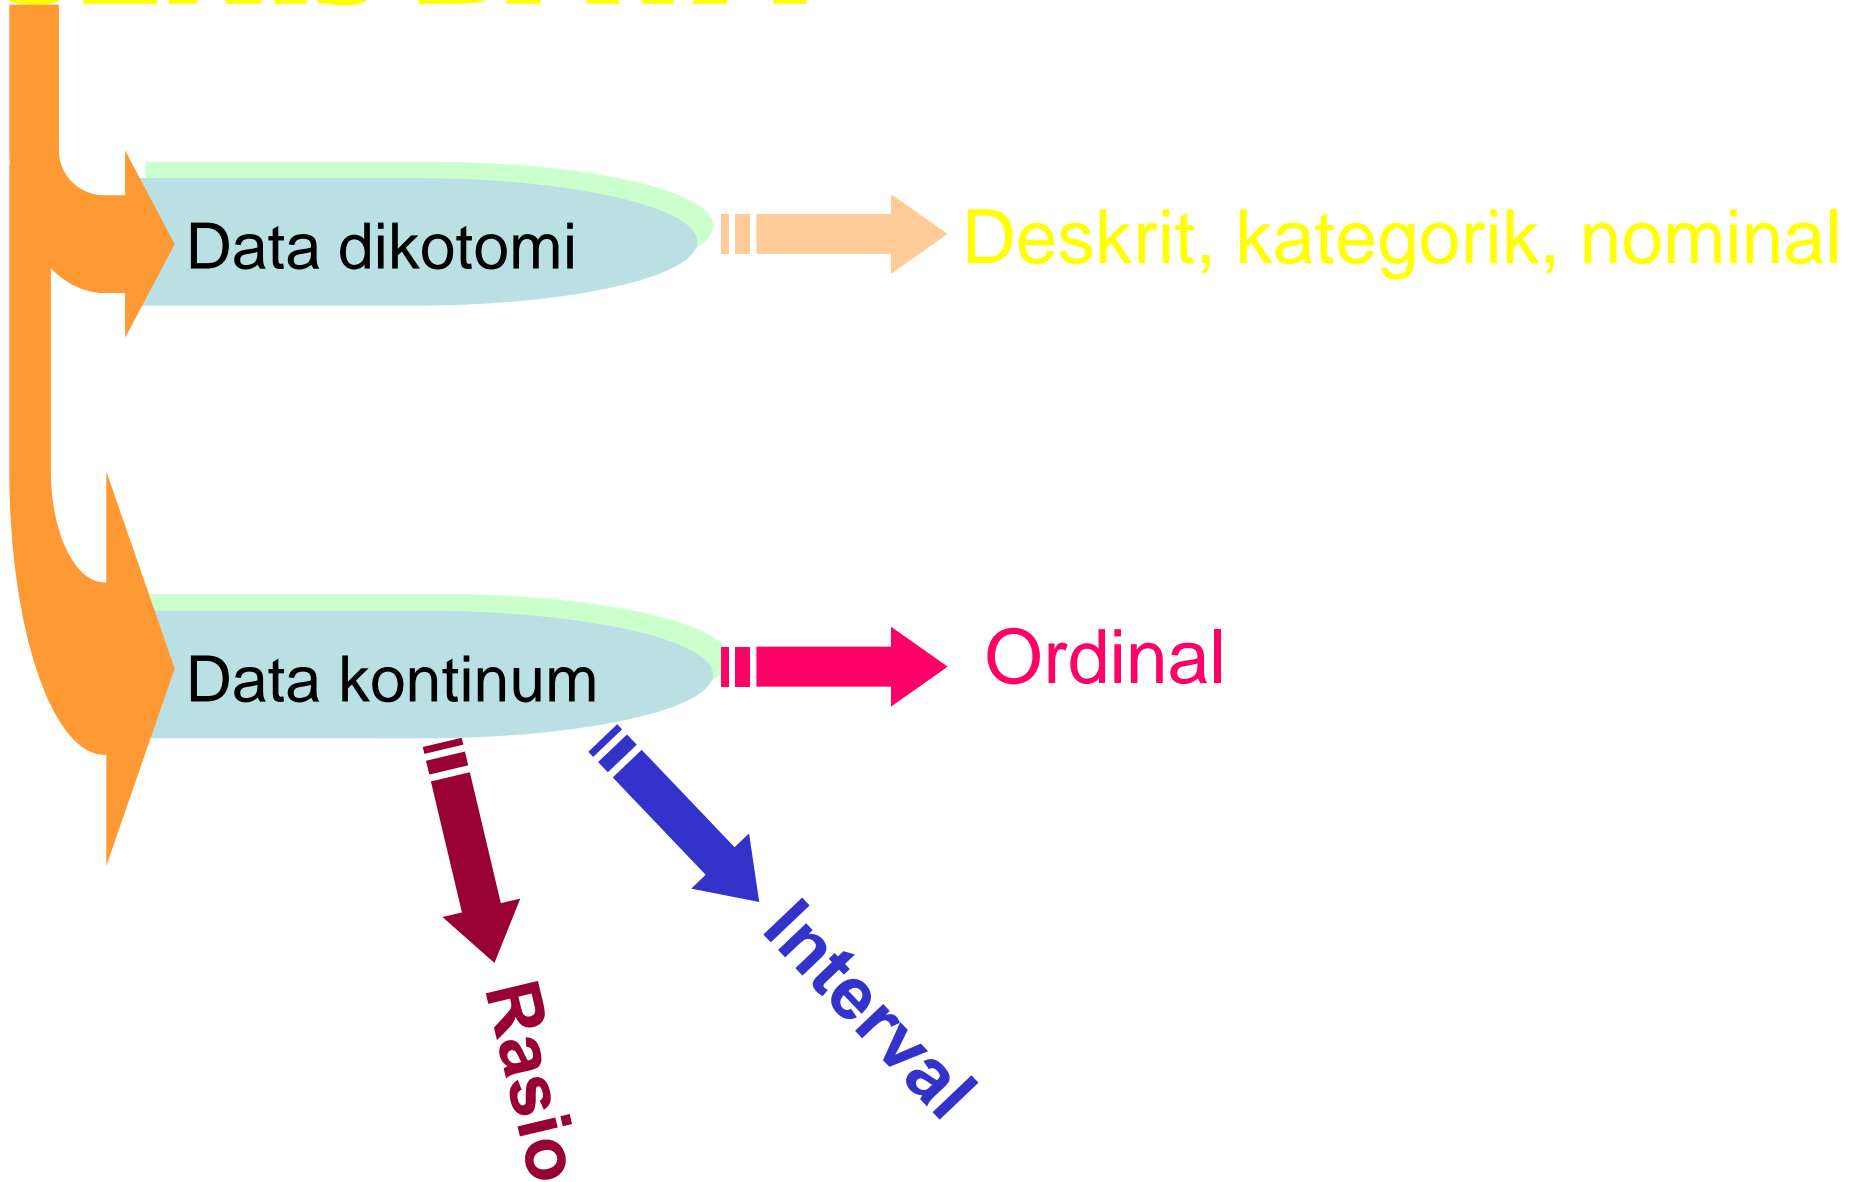 Data dikotomi
Deskrit, kategorik, nominal
Data kontinum
Ordinal
Interval
Rasio